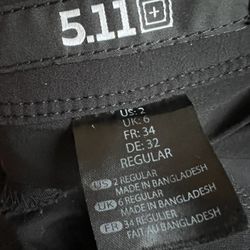 5.11
US: 2
UK: 6
FR: 34
DE: 32
REGULAR
US 2 REGULAR
MADE IN BANGLADESH
UK 6 REGULAR
MADE IN BANGLADESH
FR 34 REGULIER
FAIT AU BANGLADESH